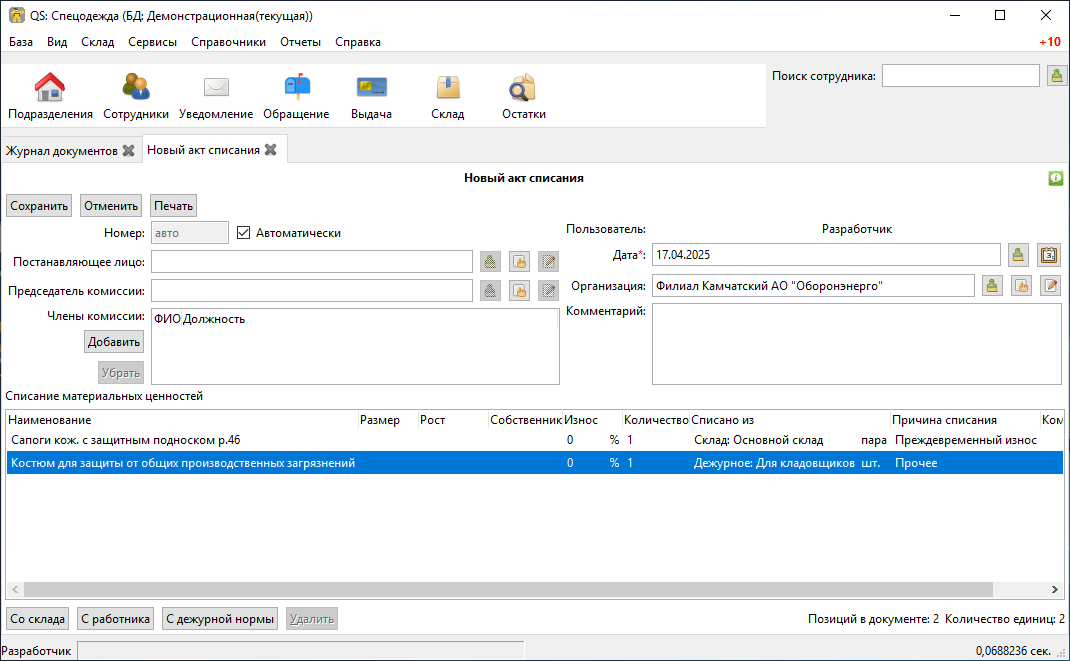 QS: Спецодежда (БД: Демонстрационная(текущая))
База Вид Склад Сервисы Справочники Отчеты Справка +10
Подразделения Сотрудники Уведомление Обращение Выдача Склад Остатки
Поиск сотрудника:
Журнал документов Новый акт списания
Новый акт списания
Сохранить Отменить Печать
Номер: авто Автоматически
Пользователь: Разработчик
Постанавляющее лицо:
Дата*: 17.04.2025
Председатель комиссии:
Организация: Филиал Камчатский АО "Оборонэнерго"
Члены комиссии: ФИО Должность
Комментарий:
Добавить
Убрать
Списание материальных ценностей
Наименование Размер Рост Собственник Износ Количество Списано из Причина списания Ком
Сапоги кож. с защитным подноском р.46 0 % 1 Склад: Основной склад пара Преждевременный износ
Костюм для защиты от общих производственных загрязнений 0 % 1 Дежурное: Для кладовщиков шт. Прочее
Со склада С работника С дежурной нормы Удалить
Позиций в документе: 2 Количество единиц: 2
Разработчик 0,0688236 сек.